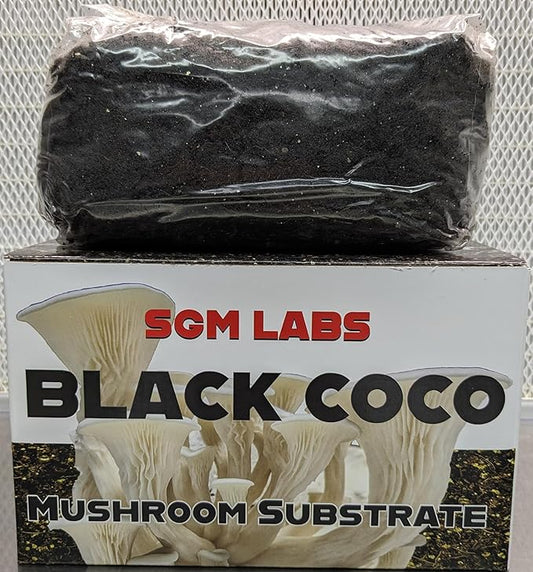 SGM LABS
BLACK COCO
MUSHROOM SUBSTRATE